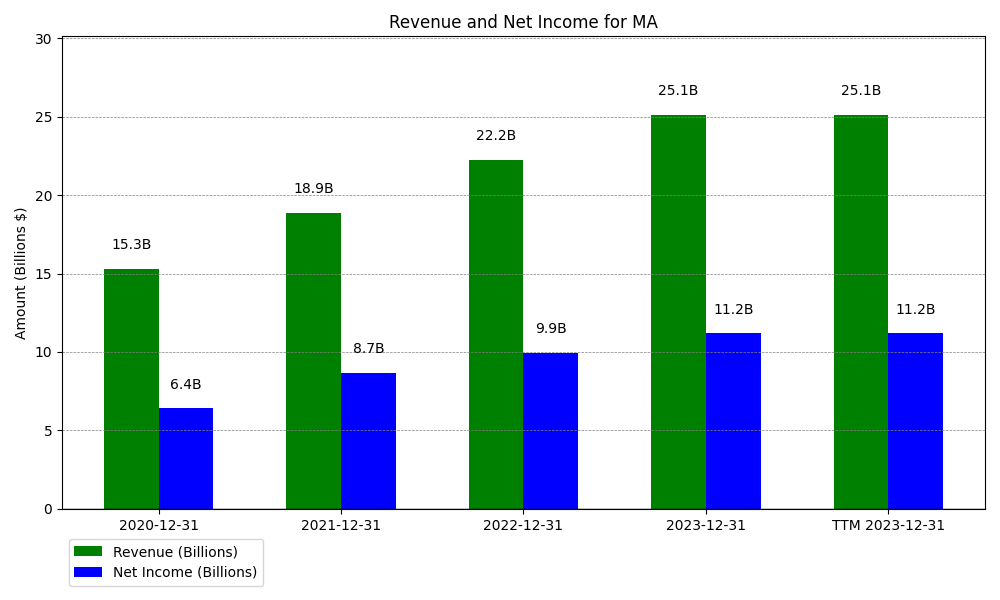 Revenue and Net Income for MA
Amount (Billions $)
30
25
20
15
10
5
0
15.3B
6.4B
18.9B
8.7B
22.2B
9.9B
25.1B
11.2B
25.1B
11.2B
2020-12-31
2021-12-31
2022-12-31
2023-12-31
TTM 2023-12-31
Revenue (Billions)
Net Income (Billions)